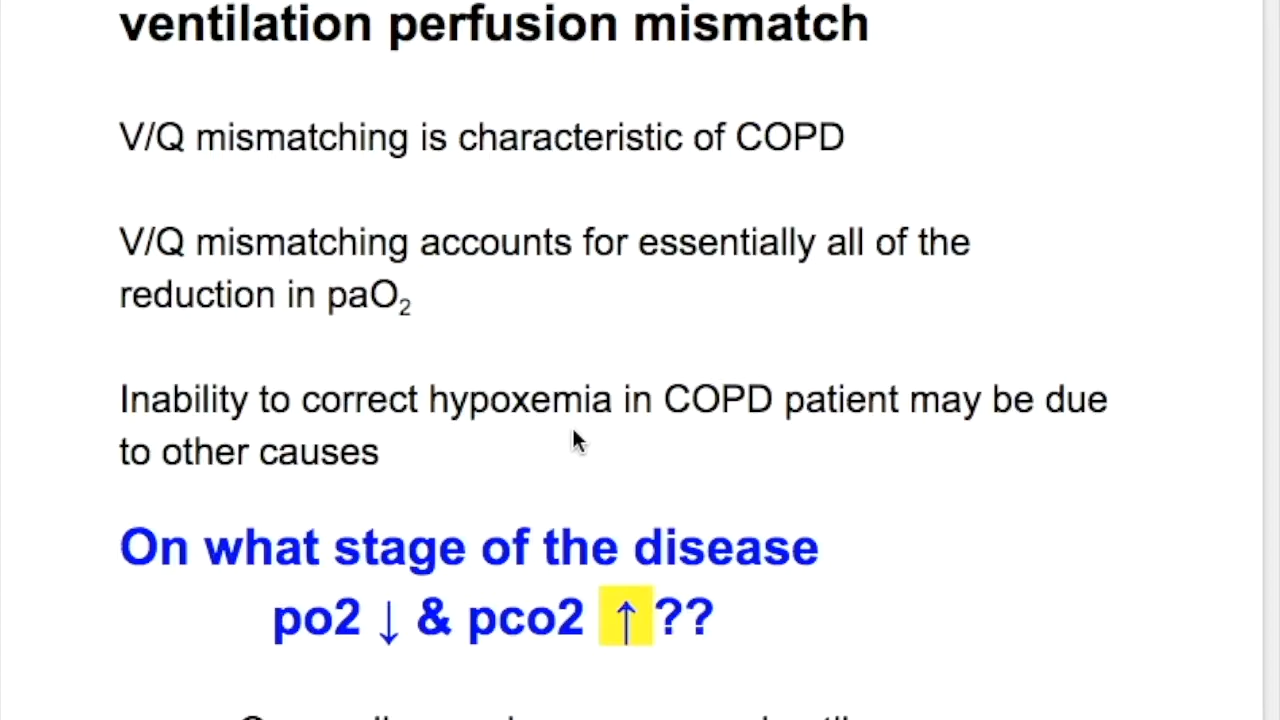 ventilation perfusion mismatch
V/Q mismatching is characteristic of COPD
V/Q mismatching accounts for essentially all of the
reduction in paO₂
Inability to correct hypoxemia in COPD patient may be due
to other causes
On what stage of the disease
po2 ↓ & pco2 ↑??